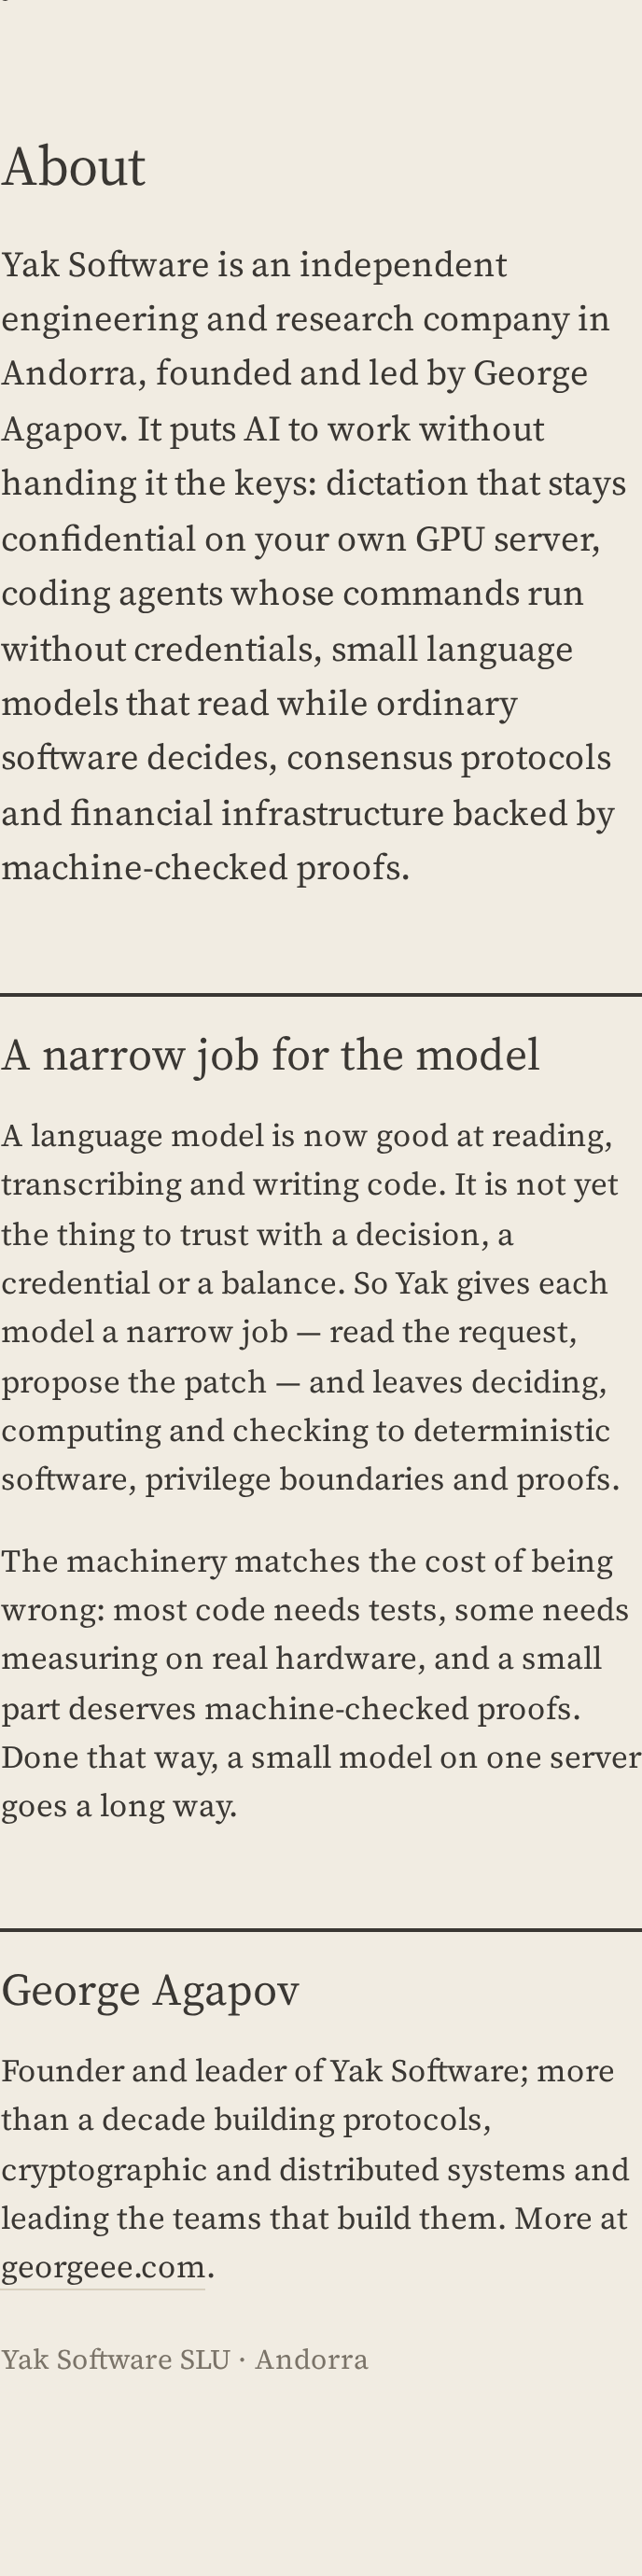 About
Yak Software is an independent
engineering and research company in
Andorra, founded and led by George
Agapov. It puts AI to work without
handing it the keys: dictation that stays
confidential on your own GPU server,
coding agents whose commands run
without credentials, small language
models that read while ordinary
software decides, consensus protocols
and financial infrastructure backed by
machine-checked proofs.
A narrow job for the model
A language model is now good at reading,
transcribing and writing code. It is not yet
the thing to trust with a decision, a
credential or a balance. So Yak gives each
model a narrow job — read the request,
propose the patch — and leaves deciding,
computing and checking to deterministic
software, privilege boundaries and proofs.
The machinery matches the cost of being
wrong: most code needs tests, some needs
measuring on real hardware, and a small
part deserves machine-checked proofs.
Done that way, a small model on one server
goes a long way.
George Agapov
Founder and leader of Yak Software; more
than a decade building protocols,
cryptographic and distributed systems and
leading the teams that build them. More at
georgeee.com.
Yak Software SLU · Andorra